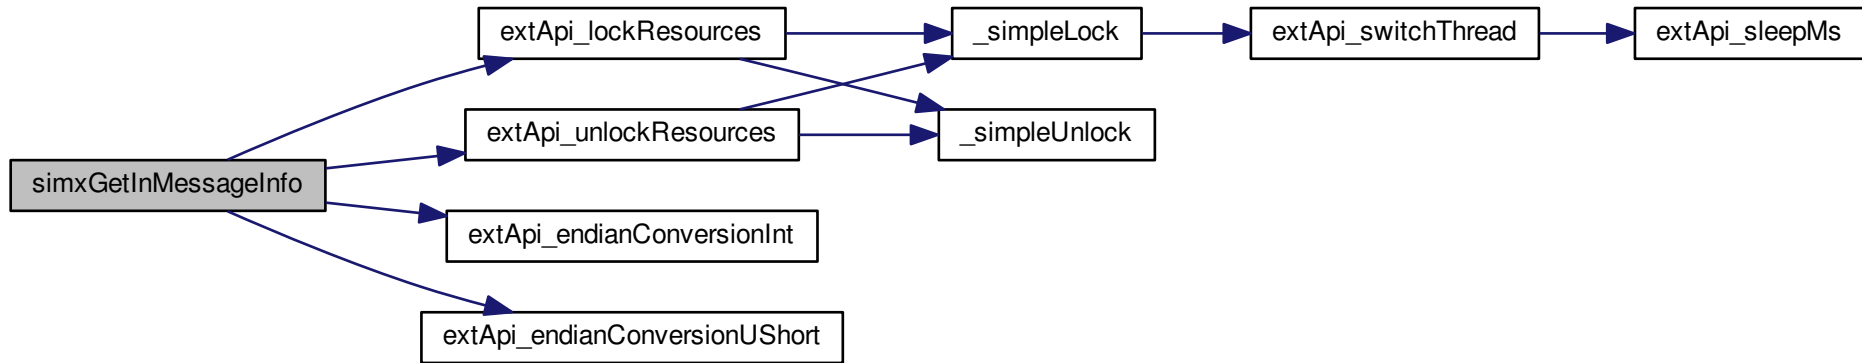 extApi_lockResources
_simpleLock
extApi_switchThread
extApi_sleepMs
extApi_unlockResources
_simpleUnlock
simxGetInMessageInfo
extApi_endianConversionInt
extApi_endianConversionUShort